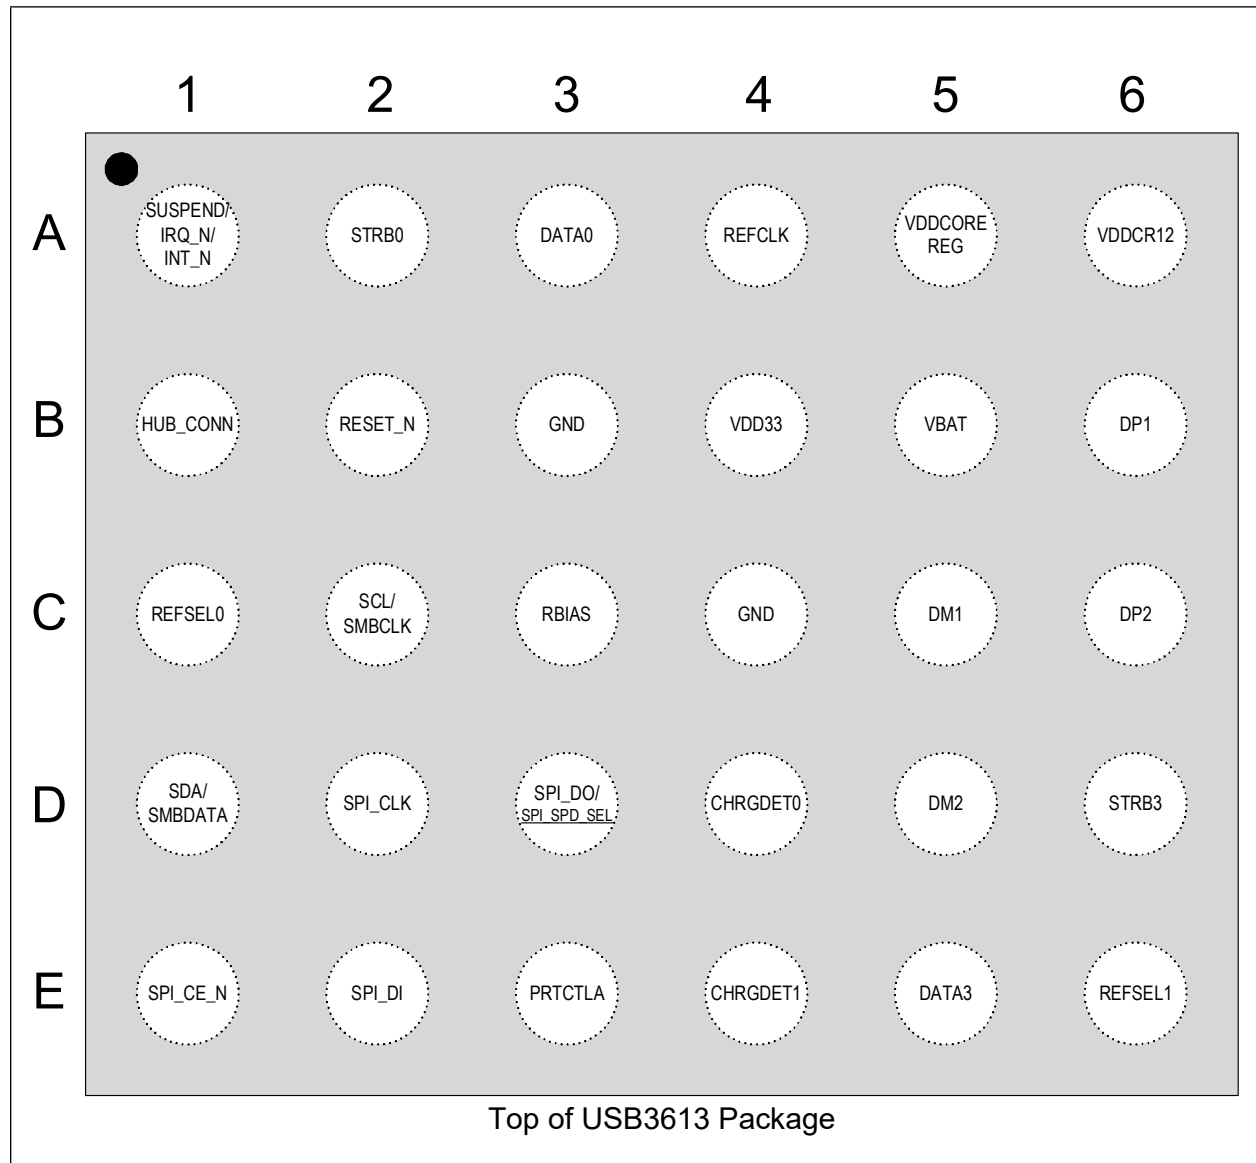 1 2 3 4 5 6
A
SUSPEND/
IRQ_N/
INT_N
STRB0
DATA0
REFCLK
VDDCORE
REG
VDDCR12
B
HUB_CONN
RESET_N
GND
VDD33
VBAT
DP1
C
REFSEL0
SCL/
SMBCLK
RBIAS
GND
DM1
DP2
D
SDA/
SMBDATA
SPI_CLK
SPI_DO/
SPI_SPD_SEL
CHRGDET0
DM2
STRB3
E
SPI_CE_N
SPI_DI
PRTCTLA
CHRGDET1
DATA3
REFSEL1
Top of USB3613 Package